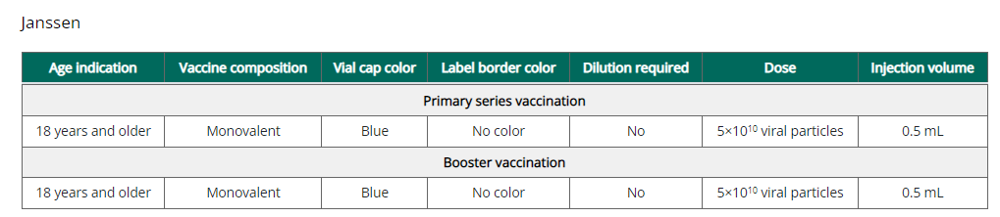 Janssen
Age indication Vaccine composition Vial cap color Label border color Dilution required Dose Injection volume
Primary series vaccination
18 years and older Monovalent Blue No color No 5×10¹⁰ viral particles 0.5 mL
Booster vaccination
18 years and older Monovalent Blue No color No 5×10¹⁰ viral particles 0.5 mL